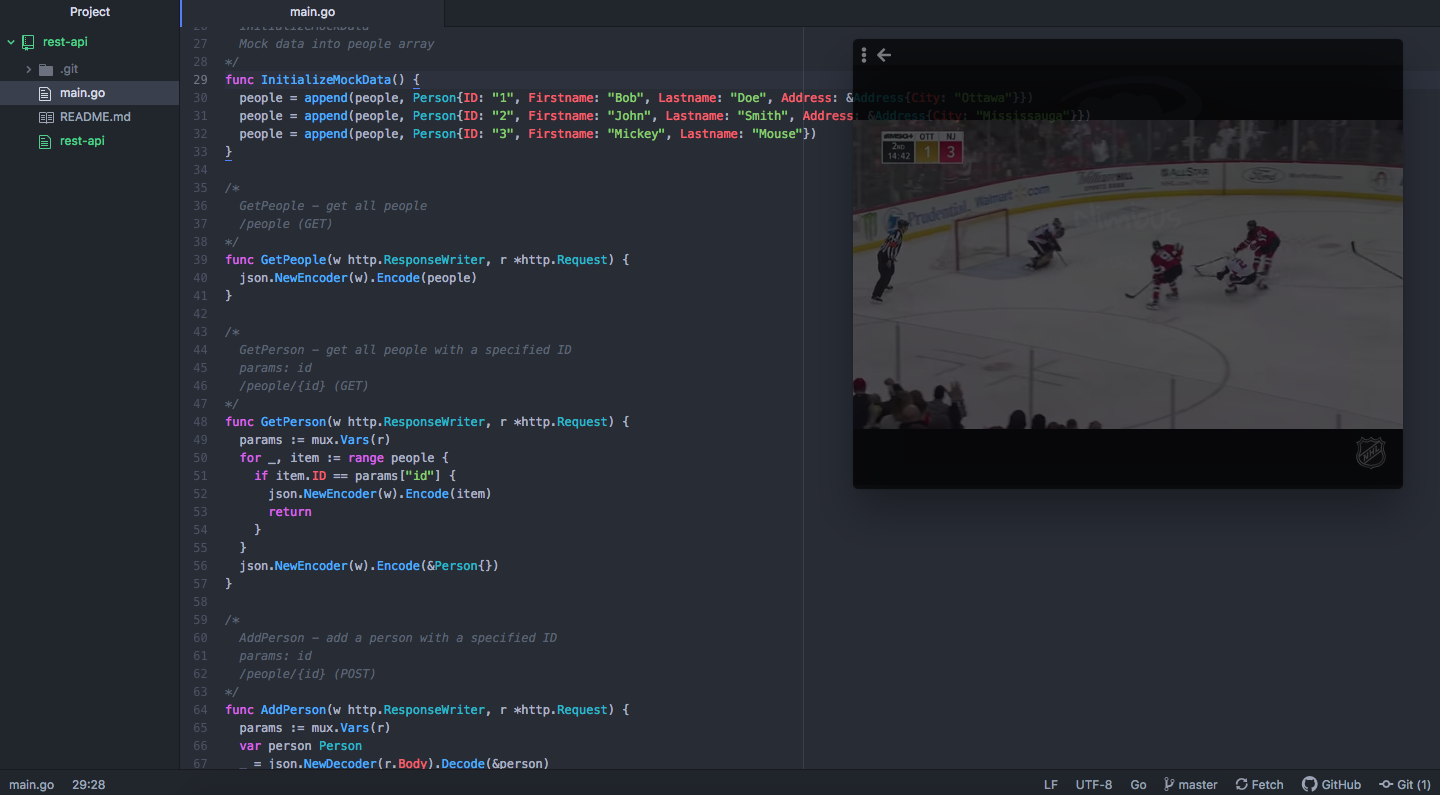 Project
main.go
rest-api
.git
main.go
README.md
rest-api
27 Mock data into people array
28 */
29 func InitializeMockData() {
30 people = append(people, Person{ID: "1", Firstname: "Bob", Lastname: "Doe", Address: &Address{City: "Ottawa"}})
31 people = append(people, Person{ID: "2", Firstname: "John", Lastname: "Smith", Address: &Address{City: "Mississauga"}})
32 people = append(people, Person{ID: "3", Firstname: "Mickey", Lastname: "Mouse"})
33 }
34
35 /*
36 GetPeople - get all people
37 /people (GET)
38 */
39 func GetPeople(w http.ResponseWriter, r *http.Request) {
40 json.NewEncoder(w).Encode(people)
41 }
42
43 /*
44 GetPerson - get all people with a specified ID
45 params: id
46 /people/{id} (GET)
47 */
48 func GetPerson(w http.ResponseWriter, r *http.Request) {
49 params := mux.Vars(r)
50 for _, item := range people {
51 if item.ID == params["id"] {
52 json.NewEncoder(w).Encode(item)
53 return
54 }
55 }
56 json.NewEncoder(w).Encode(&Person{})
57 }
58
59 /*
60 AddPerson - add a person with a specified ID
61 params: id
62 /people/{id} (POST)
63 */
64 func AddPerson(w http.ResponseWriter, r *http.Request) {
65 params := mux.Vars(r)
66 var person Person
67 _ = json.NewDecoder(r.Body).Decode(&person)
MSG+ OTT NJ
2ND 14:42 1 3
ALLSTAR
Ford
Prudential Walmart .com
NHL
main.go 29:28
LF UTF-8 Go master Fetch GitHub Git (1)